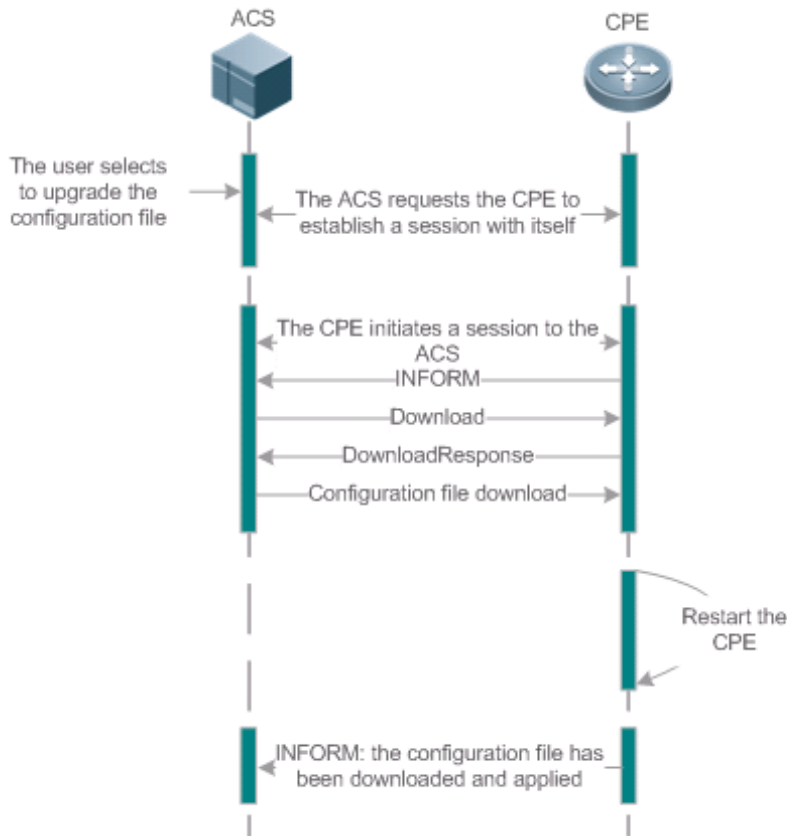 ACS
CPE
The user selects
to upgrade the
configuration file
The ACS requests the CPE to
establish a session with itself
The CPE initiates a session to the
ACS
INFORM
Download
DownloadResponse
Configuration file download
Restart the
CPE
INFORM: the configuration file has
been downloaded and applied